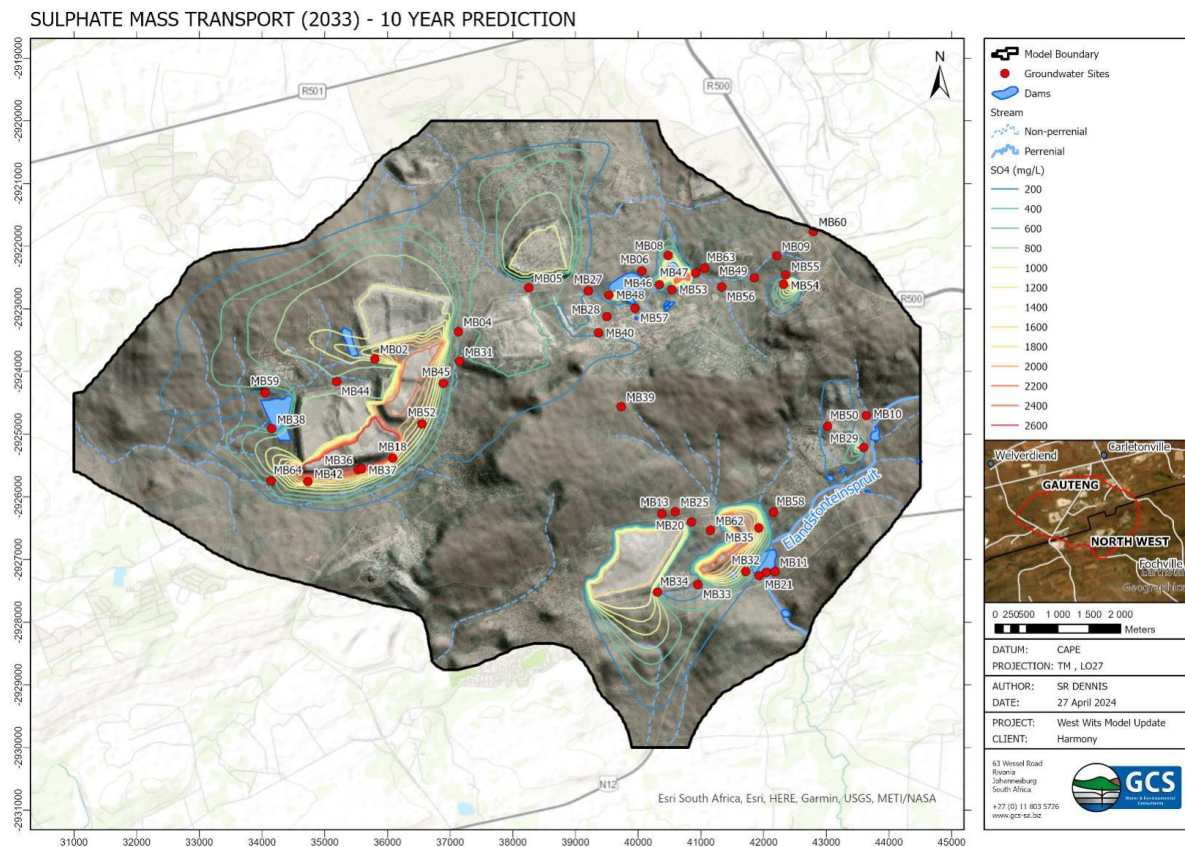 SULPHATE MASS TRANSPORT (2033) - 10 YEAR PREDICTION
-2919000
-2920000
-2921000
-2922000
-2923000
-2924000
-2925000
-2926000
-2927000
-2928000
-2929000
-2930000
-2931000
31000 32000 33000 34000 35000 36000 37000 38000 39000 40000 41000 42000 43000 44000 45000
N
R501
R500
R500
N12
MB60
MB08
MB63
MB09
MB06
MB47
MB49
MB55
MB05
MB27
MB46
MB54
MB48
MB53
MB56
MB28
MB57
MB04
MB40
MB02
MB31
MB59
MB44
MB45
MB39
MB38
MB52
MB50
MB10
MB18
MB29
MB36
MB64
MB42
MB37
MB13
MB25
MB58
MB20
MB62
MB35
Elandsfonteinspruit
MB32
MB11
MB34
MB33
MB21
Esri South Africa, Esri, HERE, Garmin, USGS, METI/NASA
Model Boundary
Groundwater Sites
Dams
Stream
Non-perrenial
Perrenial
SO4 (mg/L)
200
400
600
800
1000
1200
1400
1600
1800
2000
2200
2400
2600
Welverdiend
Carletonville
GAUTENG
NORTH WEST
Fochville
Earthstar
Geographics
0 250500 1 000 1 500 2 000
Meters
DATUM: CAPE
PROJECTION: TM , LO27
AUTHOR: SR DENNIS
DATE: 27 April 2024
PROJECT: West Wits Model Update
CLIENT: Harmony
63 Wessel Road
Rivonia
Johannesburg
South Africa
+27 (0) 11 803 5726
www.gcs-sa.biz
GCS
Water & Environmental
Consultants